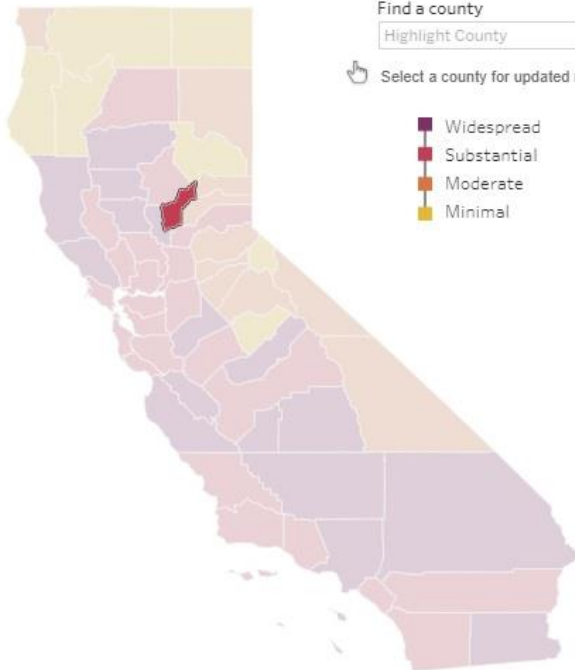 Find a county
Highlight County
Select a county for updated
Widespread
Substantial
Moderate
Minimal